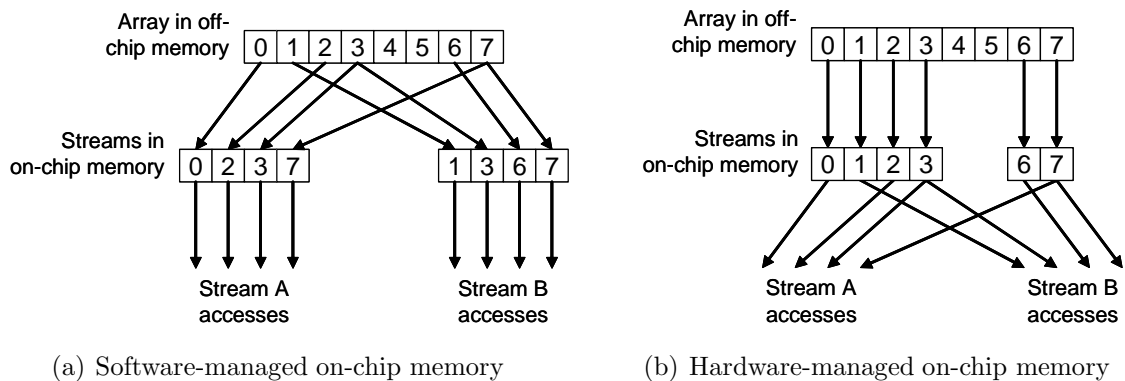 Array in off-
chip memory
0 1 2 3 4 5 6 7
Streams in
on-chip memory
0 2 3 7
1 3 6 7
Stream A
accesses
Stream B
accesses
(a) Software-managed on-chip memory
Array in off-
chip memory
0 1 2 3 4 5 6 7
Streams in
on-chip memory
0 1 2 3
6 7
Stream A
accesses
Stream B
accesses
(b) Hardware-managed on-chip memory